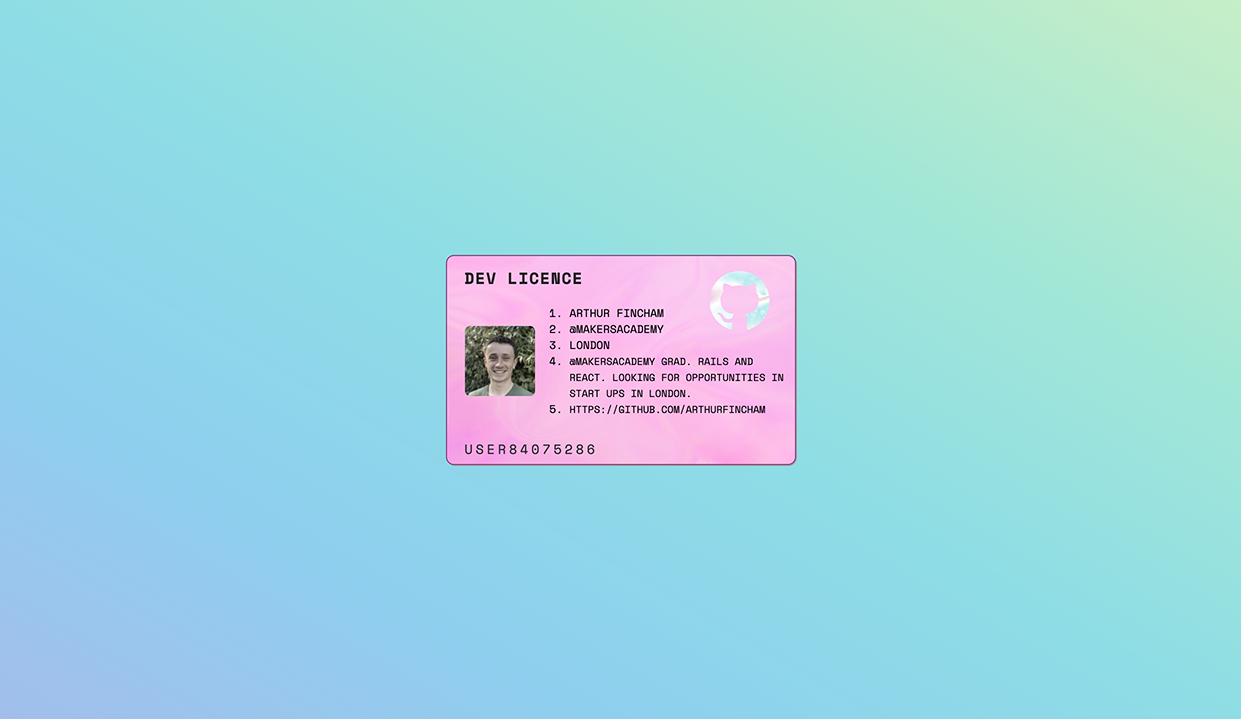 DEV LICENCE
1. ARTHUR FINCHAM
2. @MAKERSACADEMY
3. LONDON
4. @MAKERSACADEMY GRAD. RAILS AND
REACT. LOOKING FOR OPPORTUNITIES IN
START UPS IN LONDON.
5. HTTPS://GITHUB.COM/ARTHURFINCHAM
USER84075286